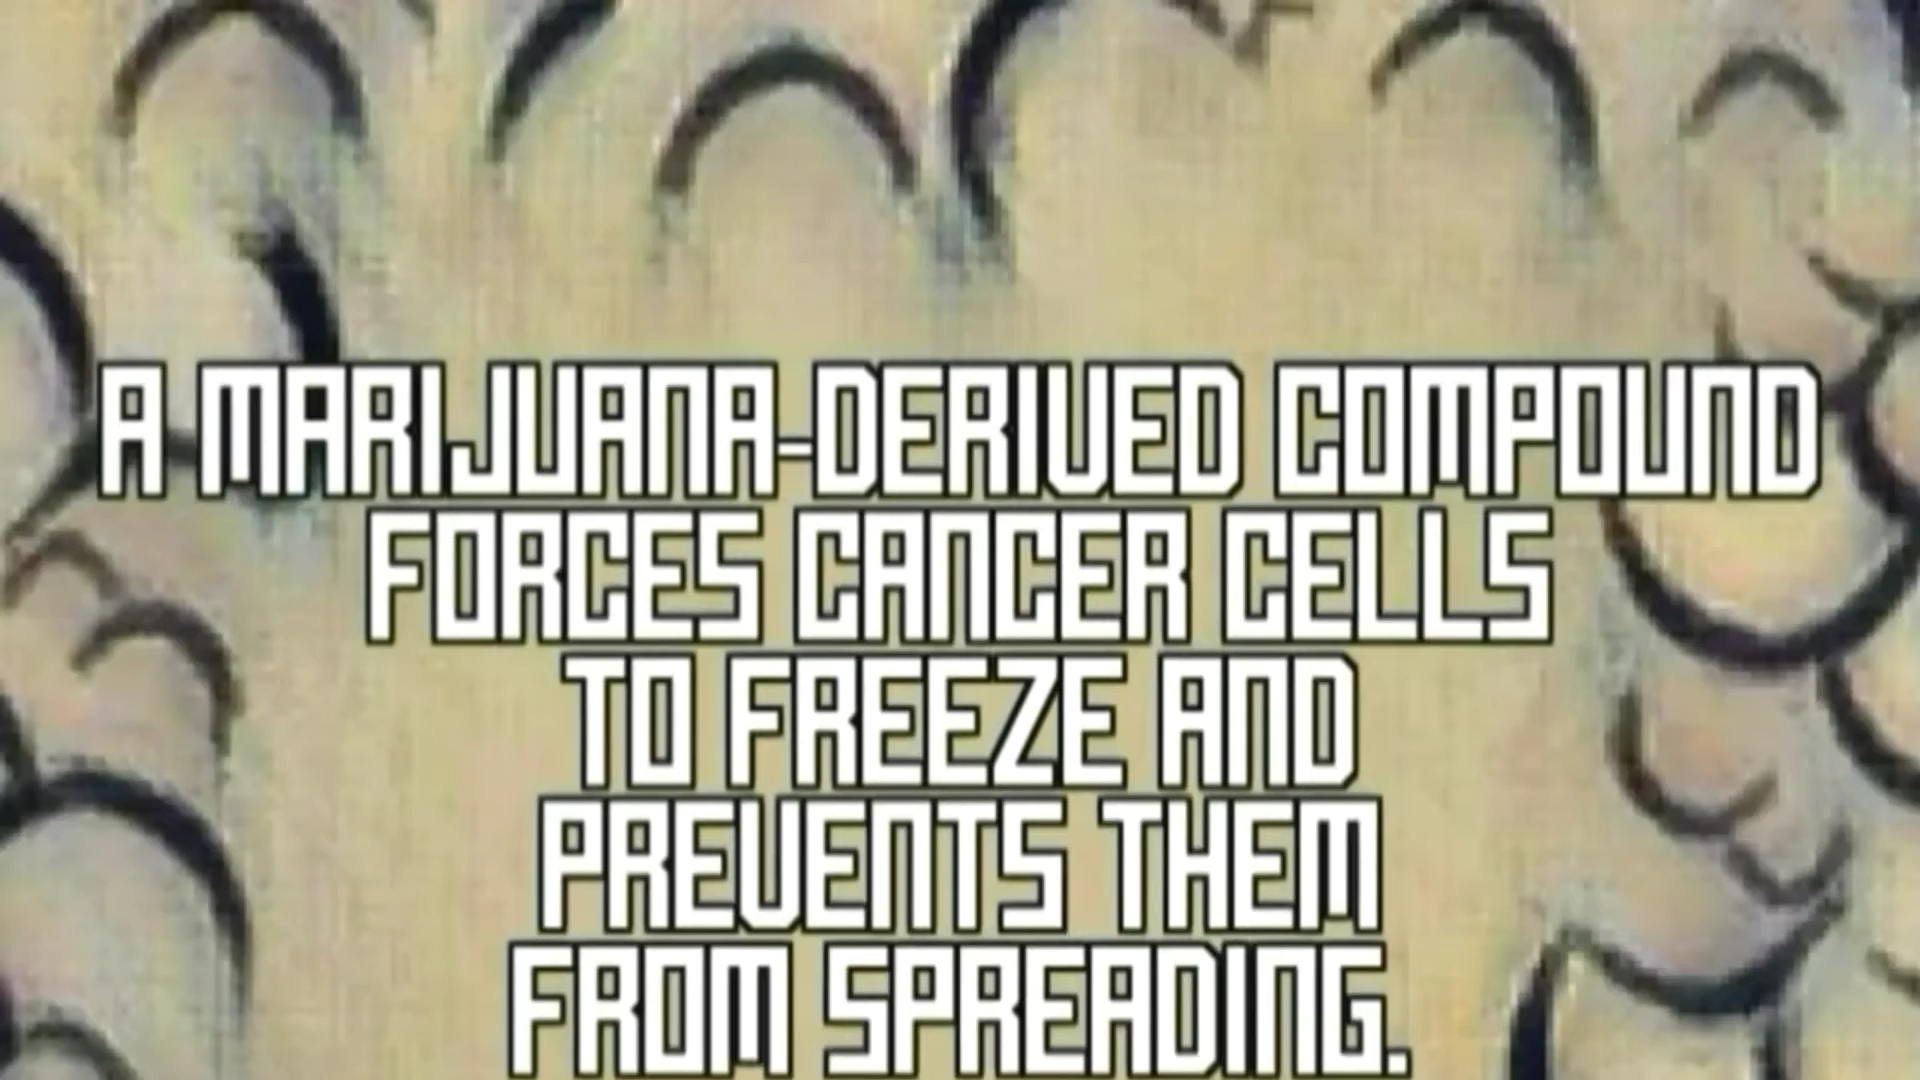 A MARIJUANA-DERIVED COMPOUND
FORCES CANCER CELLS
TO FREEZE AND
PREVENTS THEM
FROM SPREADING.